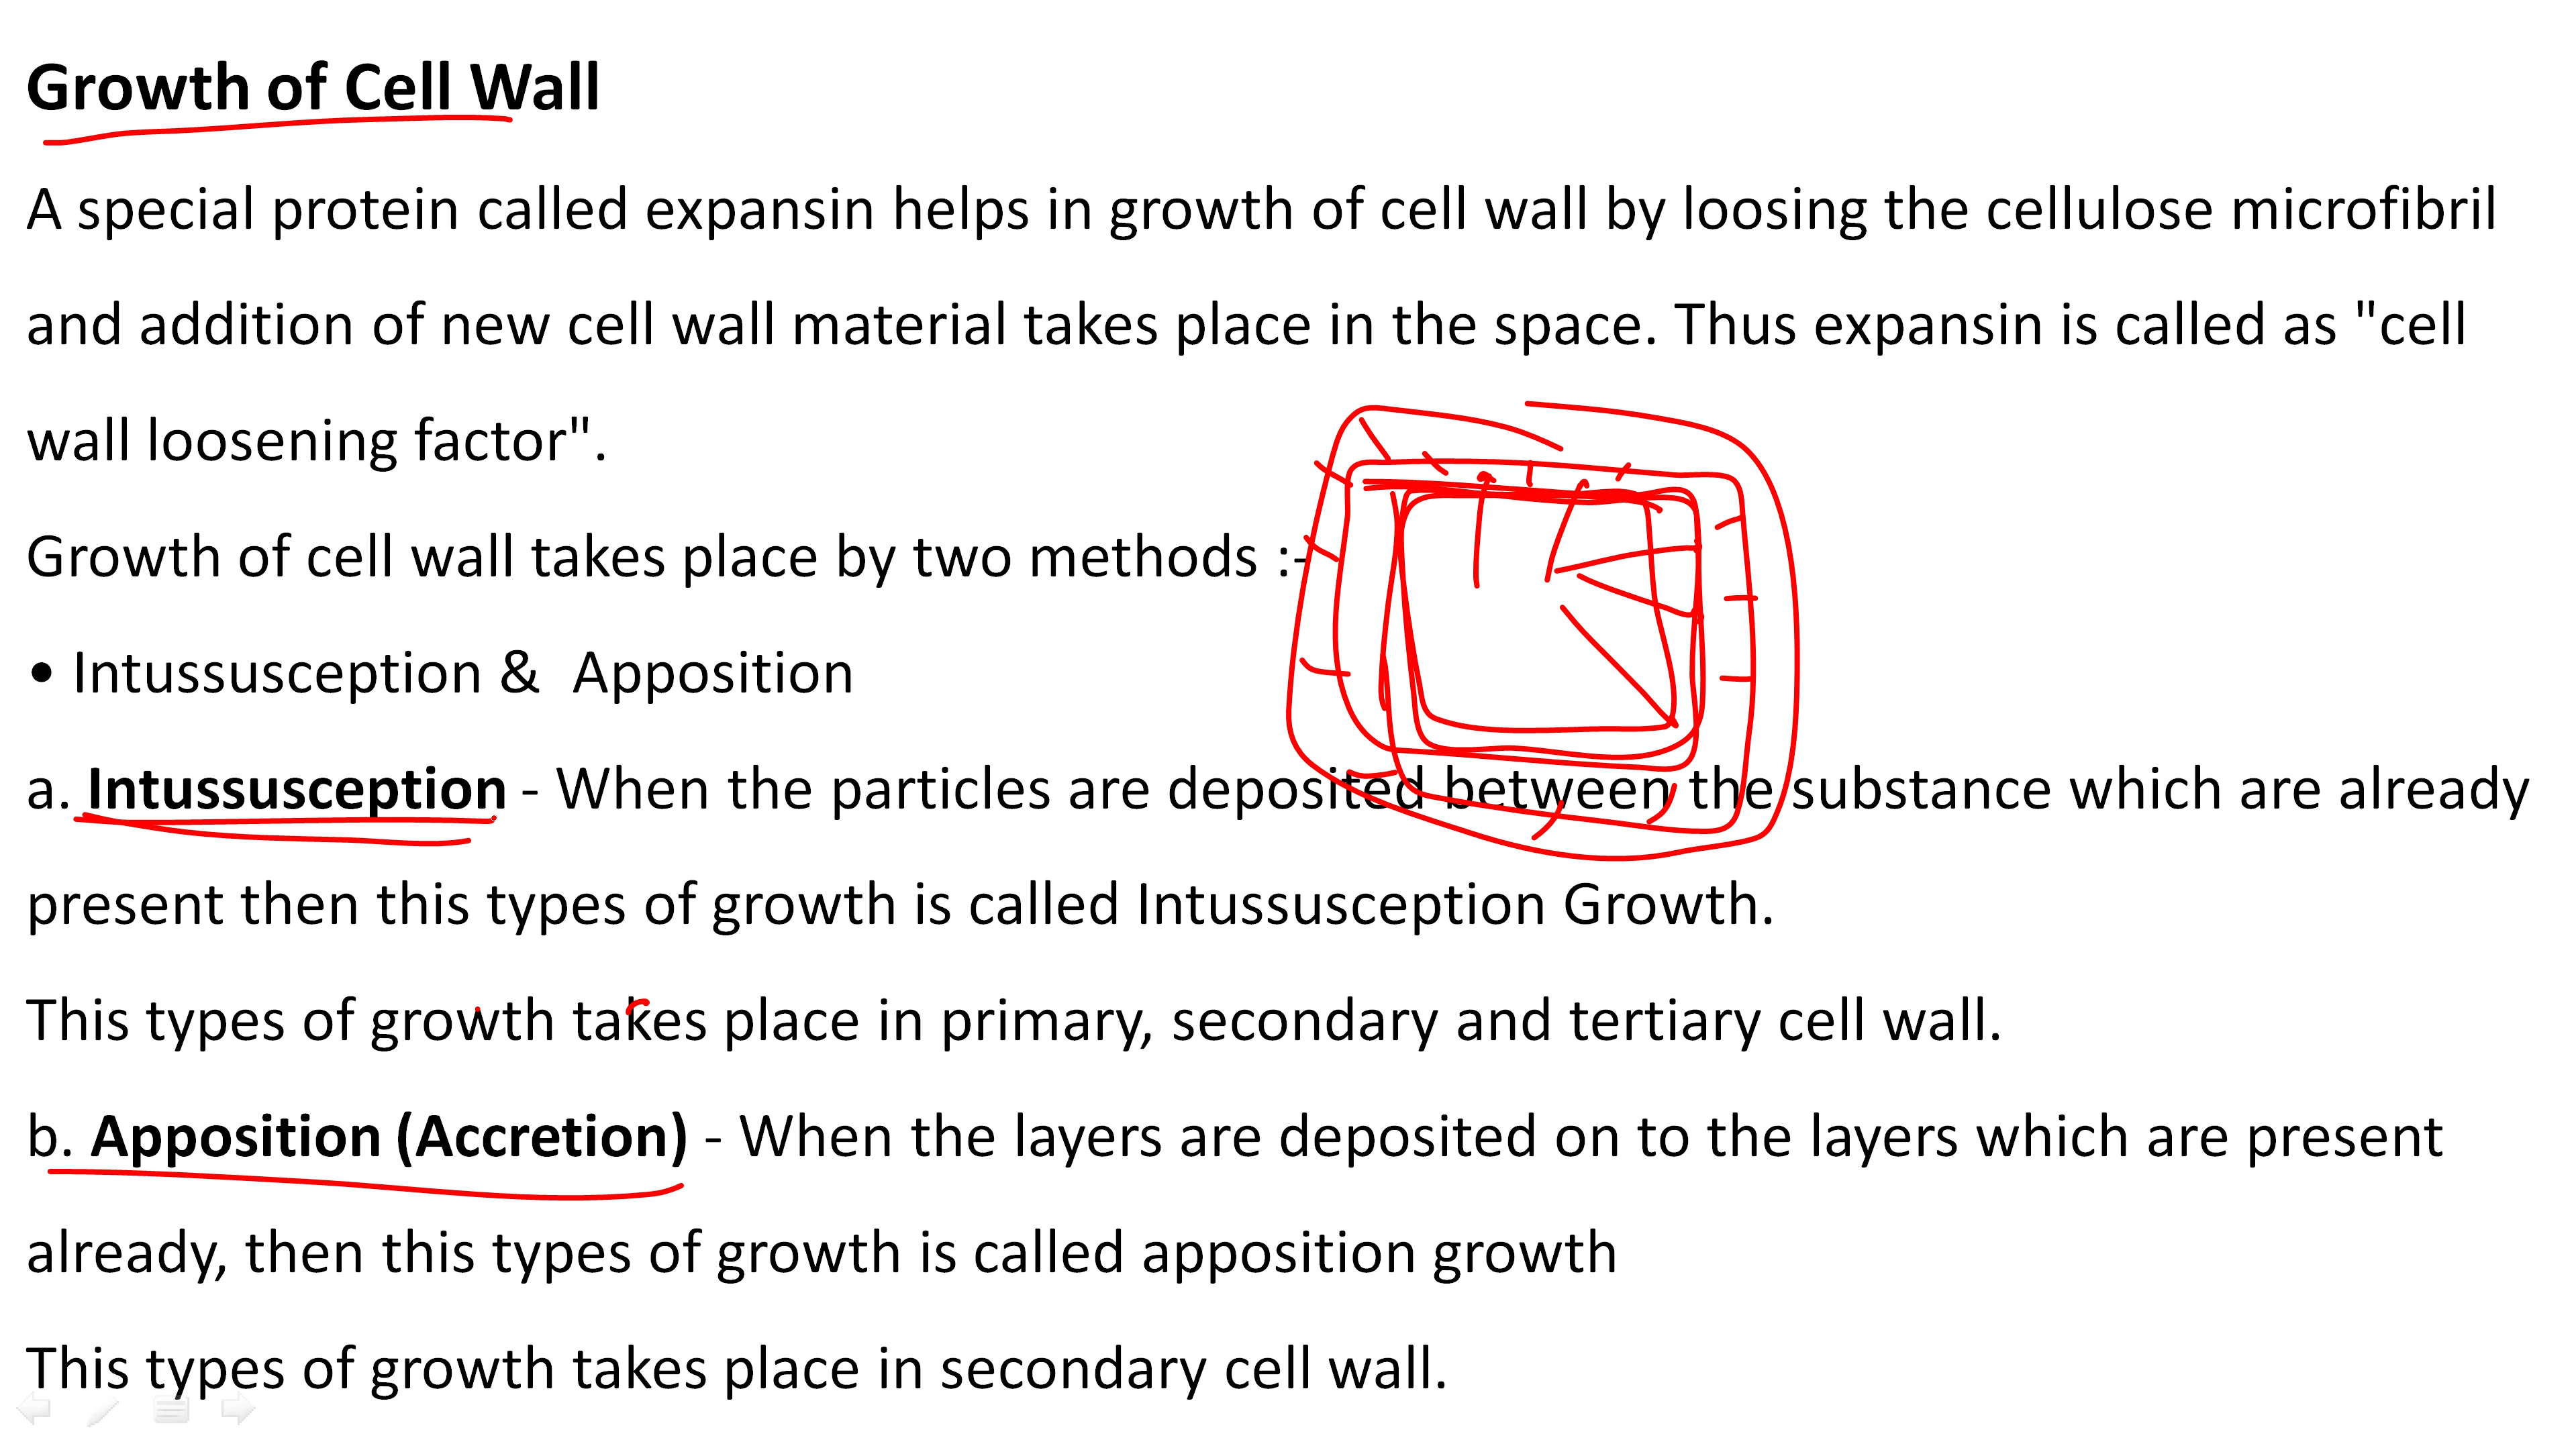 Growth of Cell Wall
A special protein called expansin helps in growth of cell wall by loosing the cellulose microfibril
and addition of new cell wall material takes place in the space. Thus expansin is called as "cell
wall loosening factor".
Growth of cell wall takes place by two methods :-
• Intussusception &  Apposition
a. Intussusception - When the particles are deposited between the substance which are already
present then this types of growth is called Intussusception Growth.
This types of growth takes place in primary, secondary and tertiary cell wall.
b. Apposition (Accretion) - When the layers are deposited on to the layers which are present
already, then this types of growth is called apposition growth
This types of growth takes place in secondary cell wall.